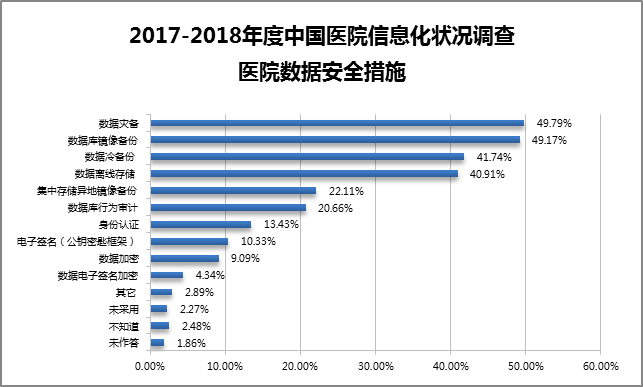 2017-2018年度中国医院信息化状况调查
医院数据安全措施
数据灾备 49.79%
数据库镜像备份 49.17%
数据冷备份 41.74%
数据离线存储 40.91%
集中存储异地镜像备份 22.11%
数据库行为审计 20.66%
身份认证 13.43%
电子签名（公钥密匙框架） 10.33%
数据加密 9.09%
数据电子签名加密 4.34%
其它 2.89%
未采用 2.27%
不知道 2.48%
未作答 1.86%
0.00% 10.00% 20.00% 30.00% 40.00% 50.00% 60.00%